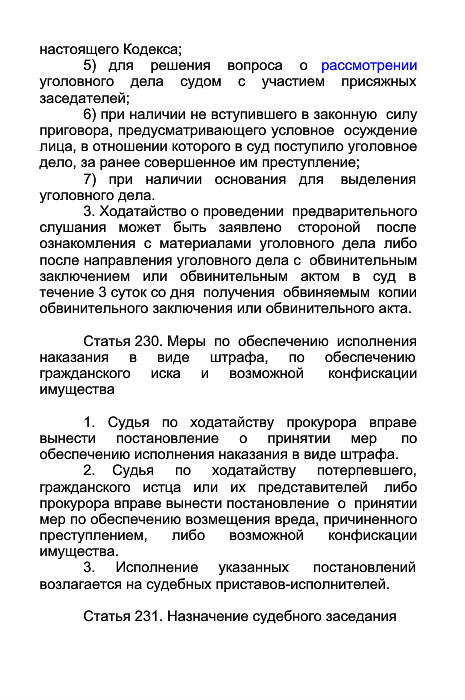 настоящего Кодекса;
5) для решения вопроса о рассмотрении
уголовного дела судом с участием присяжных
заседателей;
6) при наличии не вступившего в законную силу
приговора, предусматривающего условное осуждение
лица, в отношении которого в суд поступило уголовное
дело, за ранее совершенное им преступление;
7) при наличии основания для выделения
уголовного дела.
3. Ходатайство о проведении предварительного
слушания может быть заявлено стороной после
ознакомления с материалами уголовного дела либо
после направления уголовного дела с обвинительным
заключением или обвинительным актом в суд в
течение 3 суток со дня получения обвиняемым копии
обвинительного заключения или обвинительного акта.
Статья 230. Меры по обеспечению исполнения
наказания в виде штрафа, по обеспечению
гражданского иска и возможной конфискации
имущества
1. Судья по ходатайству прокурора вправе
вынести постановление о принятии мер по
обеспечению исполнения наказания в виде штрафа.
2. Судья по ходатайству потерпевшего,
гражданского истца или их представителей либо
прокурора вправе вынести постановление о принятии
мер по обеспечению возмещения вреда, причиненного
преступлением, либо возможной конфискации
имущества.
3. Исполнение указанных постановлений
возлагается на судебных приставов-исполнителей.
Статья 231. Назначение судебного заседания